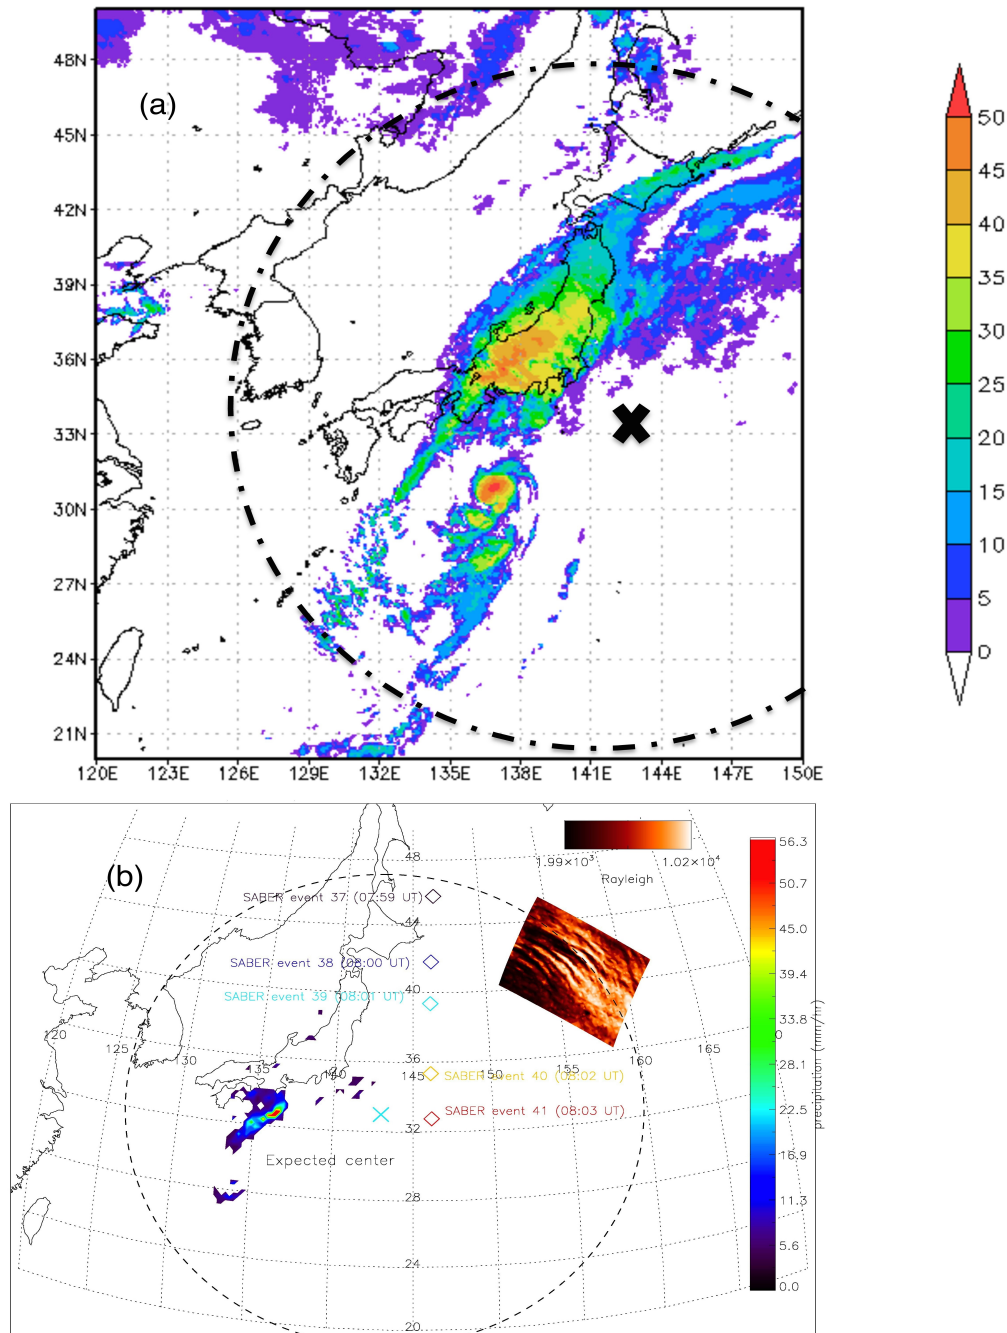 (a)
48N
45N
42N
39N
36N
33N
30N
27N
24N
21N
120E 123E 126E 129E 132E 135E 138E 141E 144E 147E 150E
50
45
40
35
30
25
20
15
10
5
0
(b)
1.99×10³ 1.02×10⁴
Rayleigh
SABER event 37 (07:59 UT)
SABER event 38 (08:00 UT)
SABER event 39 (08:01 UT)
SABER event 40 (08:02 UT)
SABER event 41 (08:03 UT)
Expected center
48
44
40
36
32
28
24
20
120 125 130 135 140 145 150 155 160 165
56.3
50.7
45.0
39.4
33.8
28.1
22.5
16.9
11.3
5.6
0.0
precipitation (mm/hr)